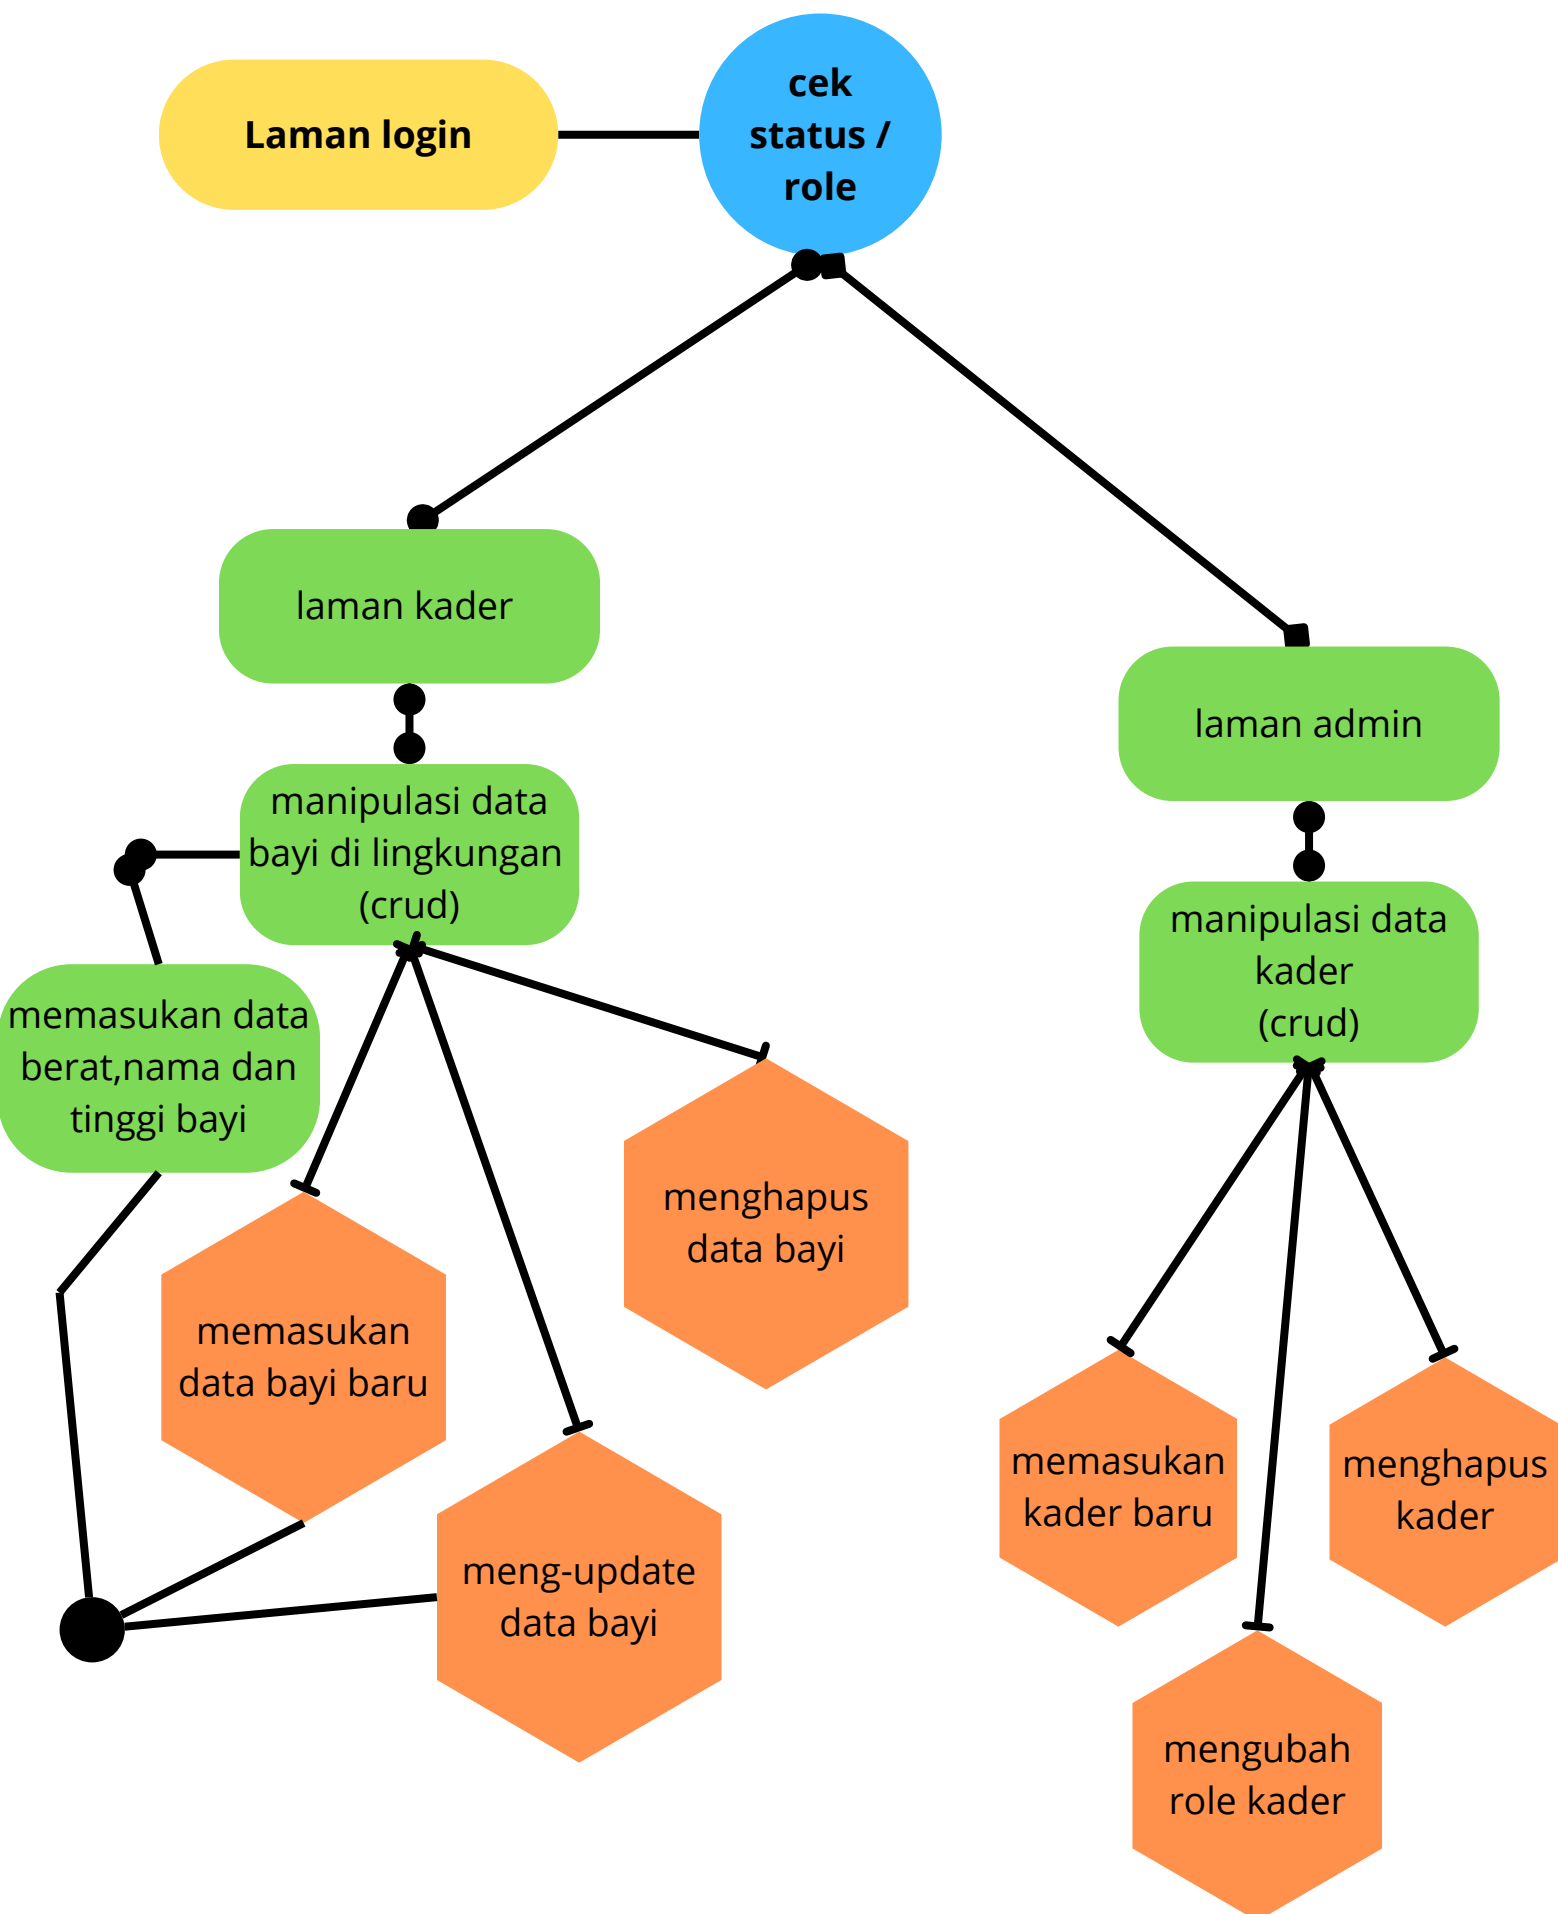 Laman login
cek
status /
role
laman kader
laman admin
manipulasi data
bayi di lingkungan
(crud)
manipulasi data
kader
(crud)
memasukan data
berat,nama dan
tinggi bayi
menghapus
data bayi
memasukan
data bayi baru
meng-update
data bayi
memasukan
kader baru
menghapus
kader
mengubah
role kader